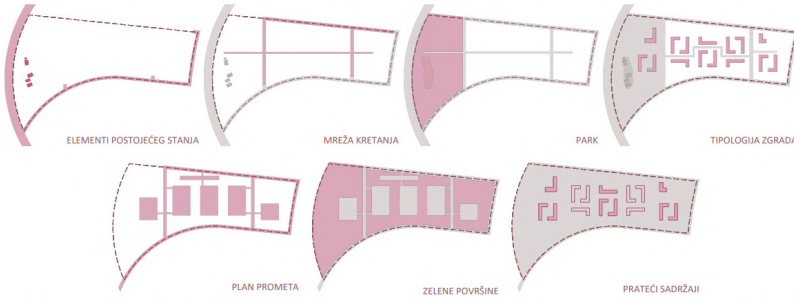 ELEMENTI POSTOJEĆEG STANJA
MREŽA KRETANJA
PARK
TIPOLOGIJA ZGRADA
PLAN PROMETA
ZELENE POVRŠINE
PRATEĆI SADRŽAJI